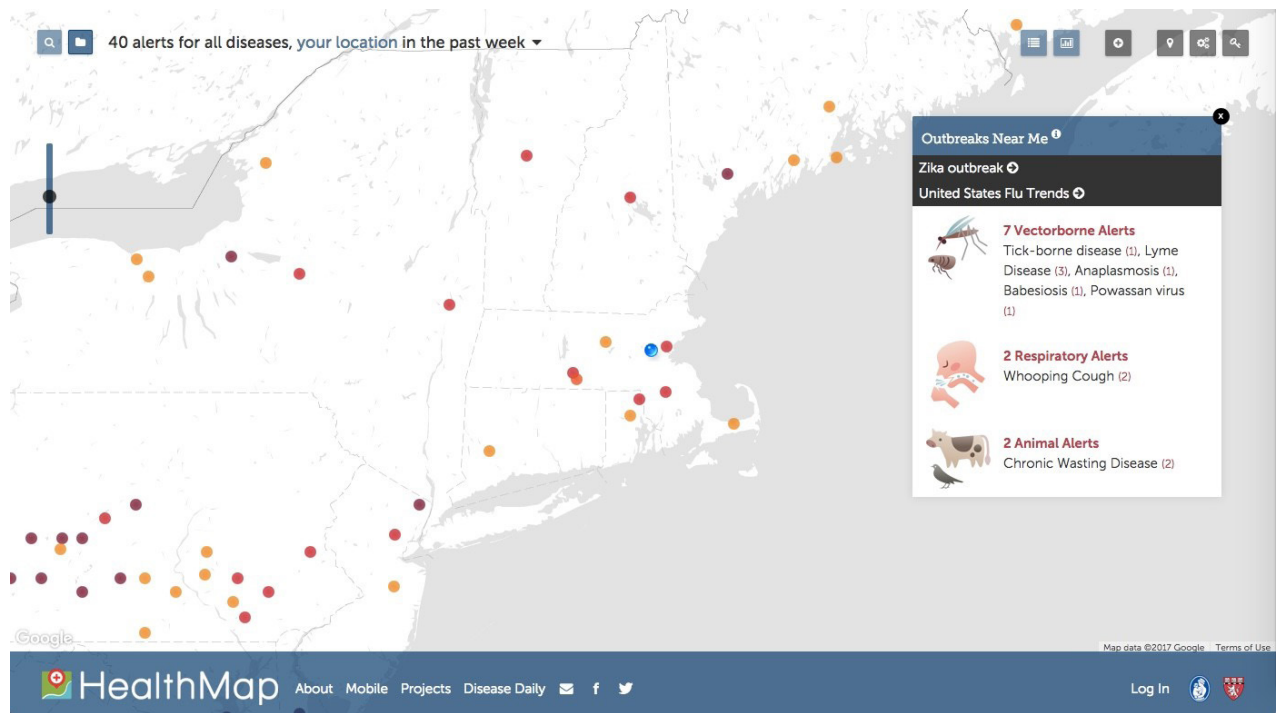 40 alerts for all diseases, your location in the past week
Outbreaks Near Me
Zika outbreak
United States Flu Trends
7 Vectorborne Alerts
Tick-borne disease (1), Lyme
Disease (3), Anaplasmosis (1),
Babesiosis (1), Powassan virus
(1)
2 Respiratory Alerts
Whooping Cough (2)
2 Animal Alerts
Chronic Wasting Disease (2)
Google
Map data ©2017 Google Terms of Use
HealthMap About Mobile Projects Disease Daily f Log In